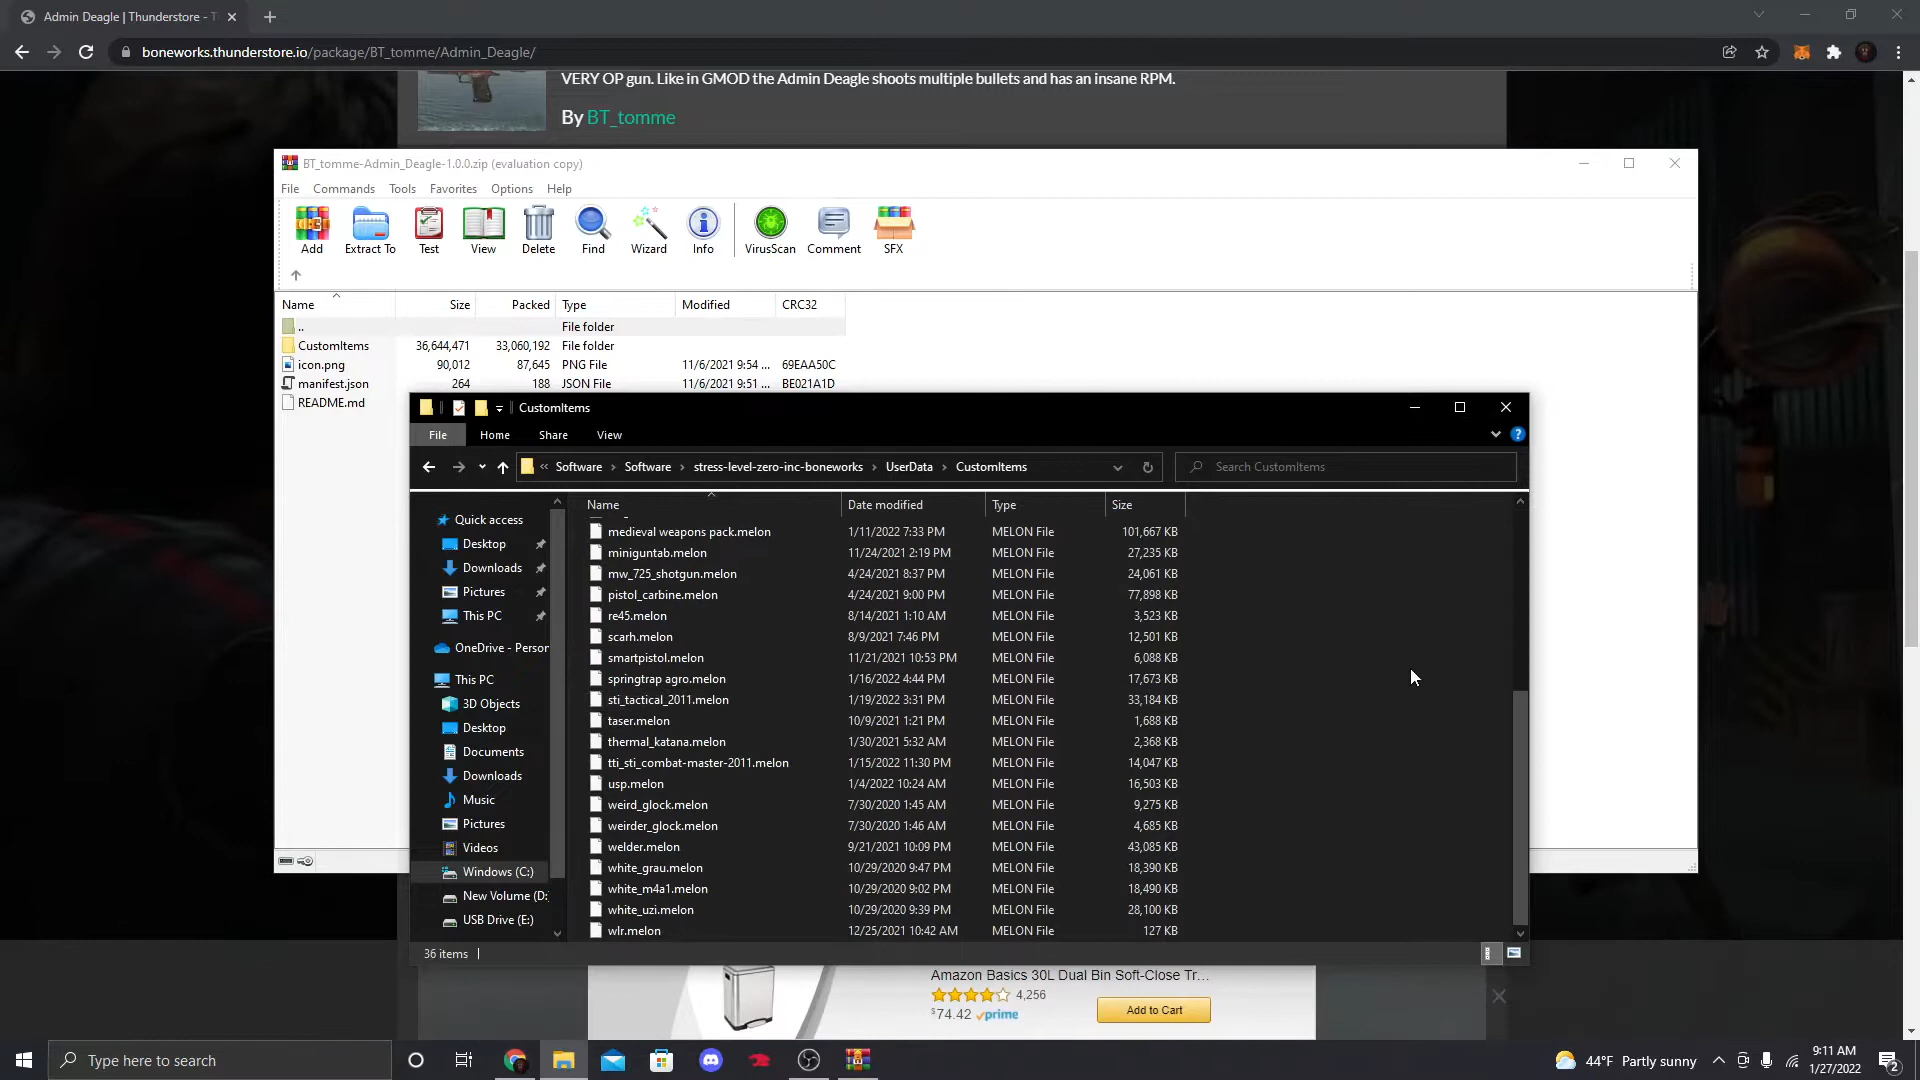 Admin Deagle | Thunderstore - T
boneworks.thunderstore.io/package/BT_tomme/Admin_Deagle/
VERY OP gun. Like in GMOD the Admin Deagle shoots multiple bullets and has an insane RPM.
By BT_tomme
BT_tomme-Admin_Deagle-1.0.0.zip (evaluation copy)
File Commands Tools Favorites Options Help
Add Extract To Test View Delete Find Wizard Info VirusScan Comment SFX
Name Size Packed Type Modified CRC32
.. File folder
CustomItems 36,644,471 33,060,192 File folder
icon.png 90,012 87,645 PNG File 11/6/2021 9:54 ... 69EAA50C
manifest.json 264 188 JSON File 11/6/2021 9:51 ... BE021A1D
README.md
CustomItems
File Home Share View
« Software › Software › stress-level-zero-inc-boneworks › UserData › CustomItems
Search CustomItems
Name Date modified Type Size
Quick access
Desktop
Downloads
Pictures
This PC
OneDrive - Person
This PC
3D Objects
Desktop
Documents
Downloads
Music
Pictures
Videos
Windows (C:)
New Volume (D:
USB Drive (E:)
medieval weapons pack.melon 1/11/2022 7:33 PM MELON File 101,667 KB
miniguntab.melon 11/24/2021 2:19 PM MELON File 27,235 KB
mw_725_shotgun.melon 4/24/2021 8:37 PM MELON File 24,061 KB
pistol_carbine.melon 4/24/2021 9:00 PM MELON File 77,898 KB
re45.melon 8/14/2021 1:10 AM MELON File 3,523 KB
scarh.melon 8/9/2021 7:46 PM MELON File 12,501 KB
smartpistol.melon 11/21/2021 10:53 PM MELON File 6,088 KB
springtrap agro.melon 1/16/2022 4:44 PM MELON File 17,673 KB
sti_tactical_2011.melon 1/19/2022 3:31 PM MELON File 33,184 KB
taser.melon 10/9/2021 1:21 PM MELON File 1,688 KB
thermal_katana.melon 1/30/2021 5:32 AM MELON File 2,368 KB
tti_sti_combat-master-2011.melon 1/15/2022 11:30 PM MELON File 14,047 KB
usp.melon 1/4/2022 10:24 AM MELON File 16,503 KB
weird_glock.melon 7/30/2020 1:45 AM MELON File 9,275 KB
weirder_glock.melon 7/30/2020 1:46 AM MELON File 4,685 KB
welder.melon 9/21/2021 10:09 PM MELON File 43,085 KB
white_grau.melon 10/29/2020 9:47 PM MELON File 18,390 KB
white_m4a1.melon 10/29/2020 9:02 PM MELON File 18,490 KB
white_uzi.melon 10/29/2020 9:39 PM MELON File 28,100 KB
wlr.melon 12/25/2021 10:42 AM MELON File 127 KB
36 items
Amazon Basics 30L Dual Bin Soft-Close Tr...
4,256
$74.42 prime
Add to Cart
Type here to search
44°F Partly sunny
9:11 AM
1/27/2022
2